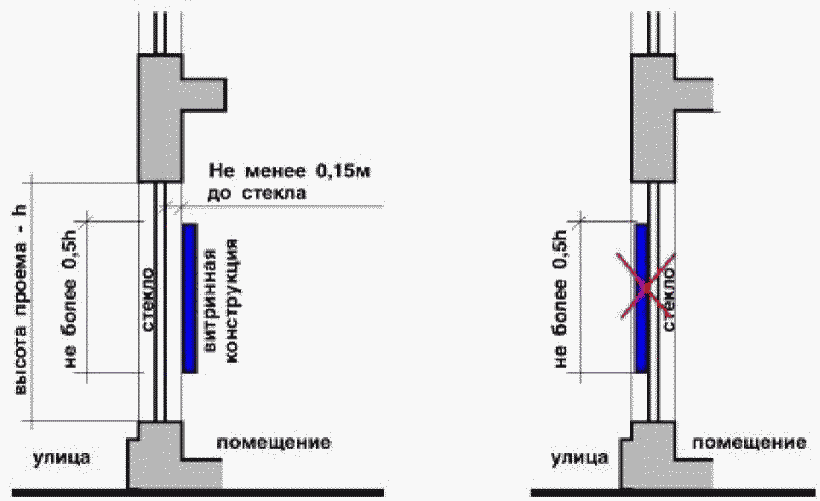 Не менее 0,15м
до стекла
высота проема - h
не более 0,5h
стекло
витринная
конструкция
улица
помещение
не более 0,5h
стекло
улица
помещение